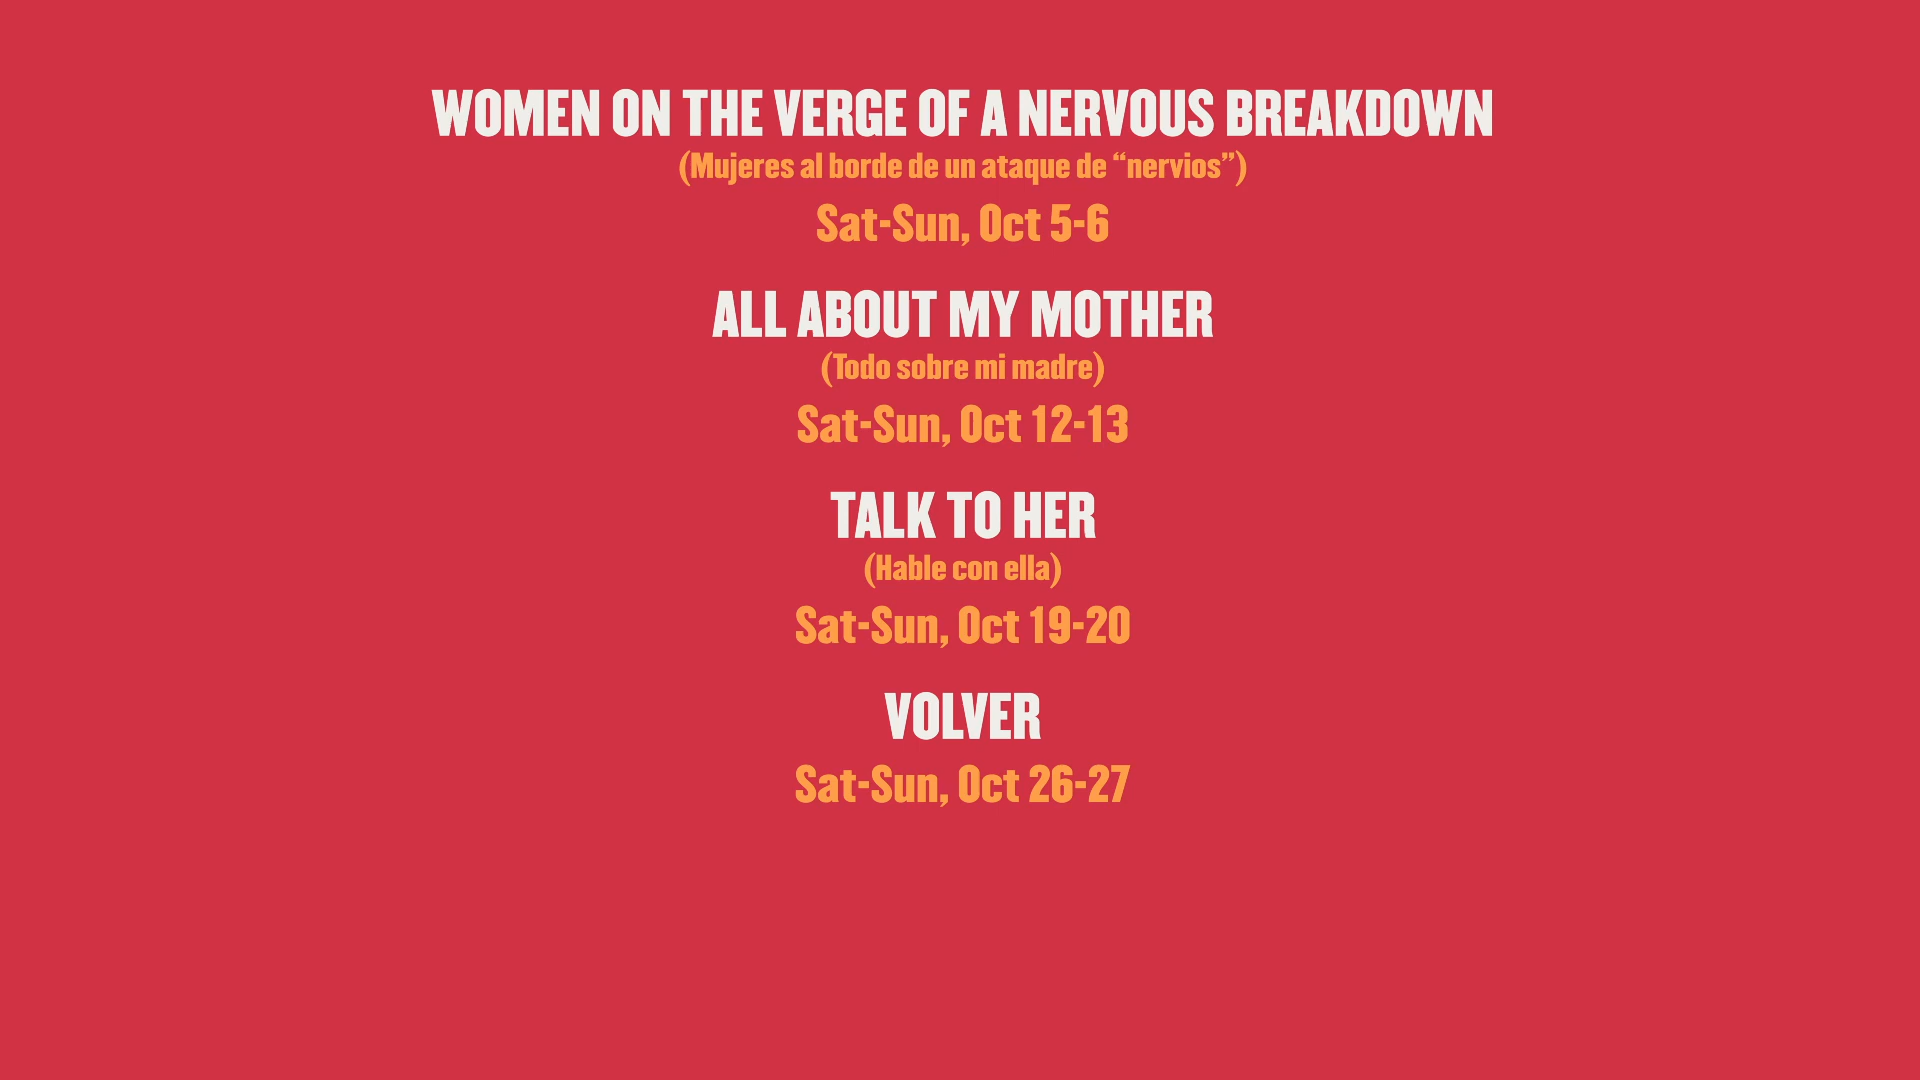 WOMEN ON THE VERGE OF A NERVOUS BREAKDOWN
(Mujeres al borde de un ataque de “nervios”)
Sat-Sun, Oct 5-6
ALL ABOUT MY MOTHER
(Todo sobre mi madre)
Sat-Sun, Oct 12-13
TALK TO HER
(Hable con ella)
Sat-Sun, Oct 19-20
VOLVER
Sat-Sun, Oct 26-27